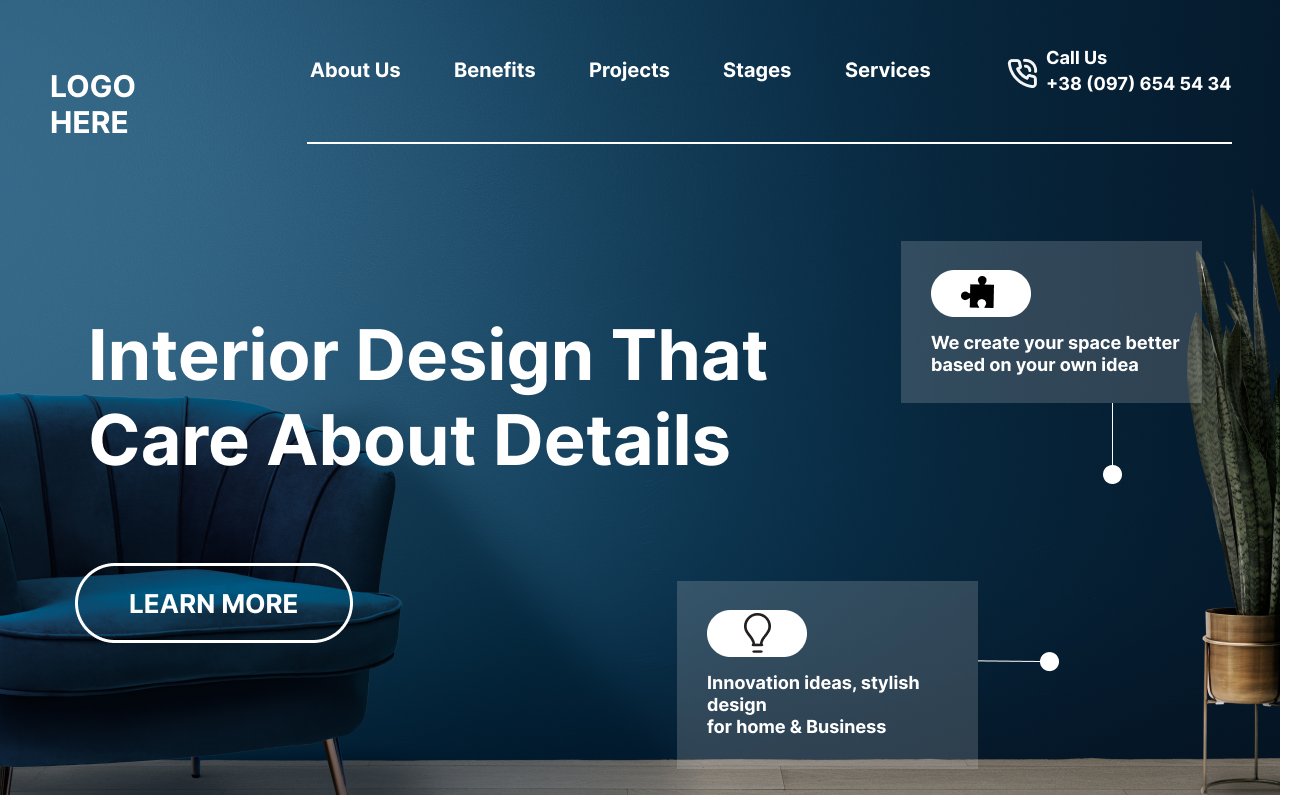 LOGO
HERE
About Us
Benefits
Projects
Stages
Services
Call Us
+38 (097) 654 54 34
Interior Design That
Care About Details
LEARN MORE
We create your space better
based on your own idea
Innovation ideas, stylish
design
for home & Business